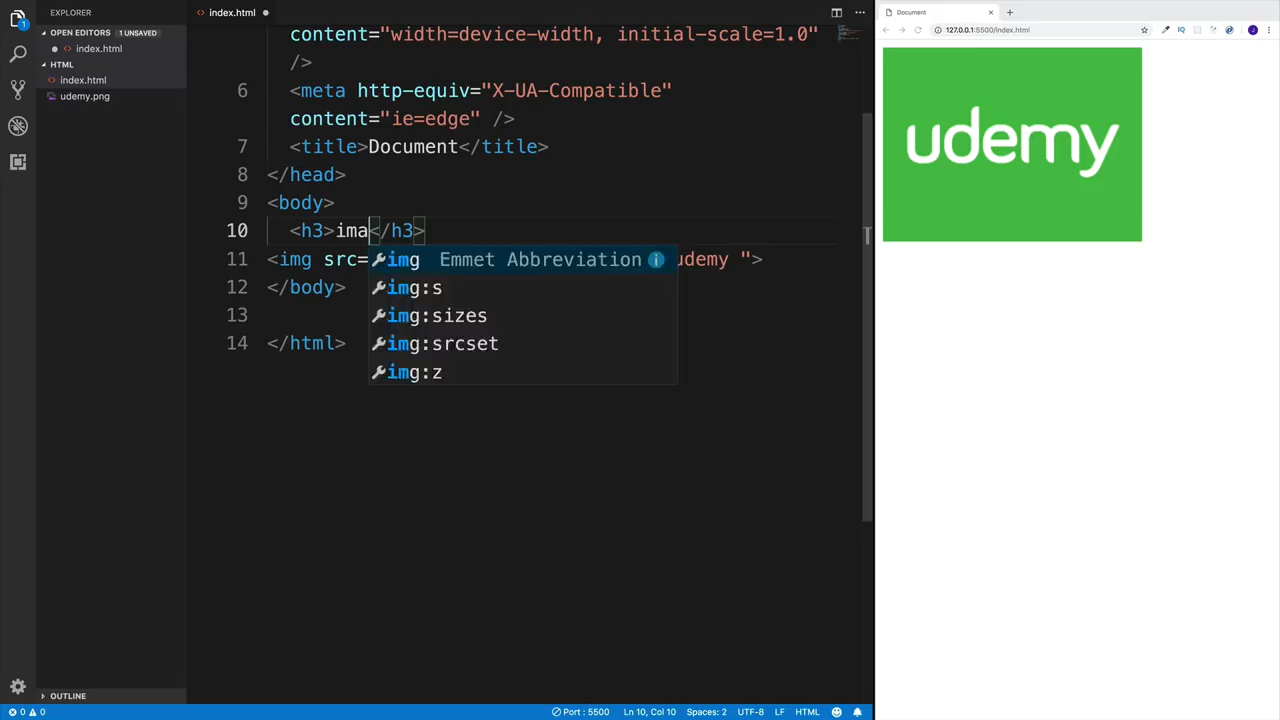 EXPLORER
OPEN EDITORS 1 UNSAVED
index.html
HTML
index.html
udemy.png
OUTLINE
index.html
content="width=device-width, initial-scale=1.0"
/>
6 <meta http-equiv="X-UA-Compatible"
content="ie=edge" />
7 <title>Document</title>
8 </head>
9 <body>
10 <h3>ima</h3>
11 <img src= udemy ">
12 </body>
13
14 </html>
img Emmet Abbreviation
img:s
img:sizes
img:srcset
img:z
0 0
Port : 5500
Ln 10, Col 10
Spaces: 2
UTF-8
LF
HTML
Document
127.0.0.1:5500/index.html
udemy